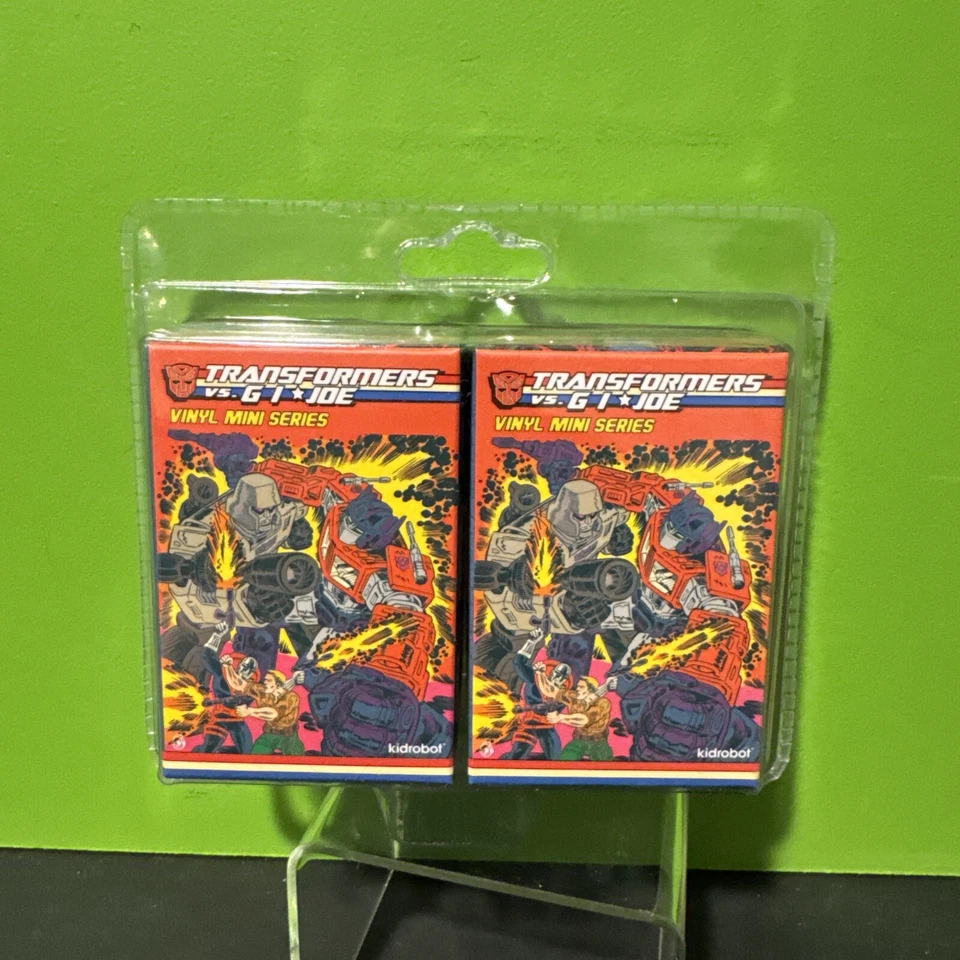 TRANSFORMERS
VS. G I ★ JOE
VINYL MINI SERIES
kidrobot
TRANSFORMERS
VS. G I ★ JOE
VINYL MINI SERIES
kidrobot